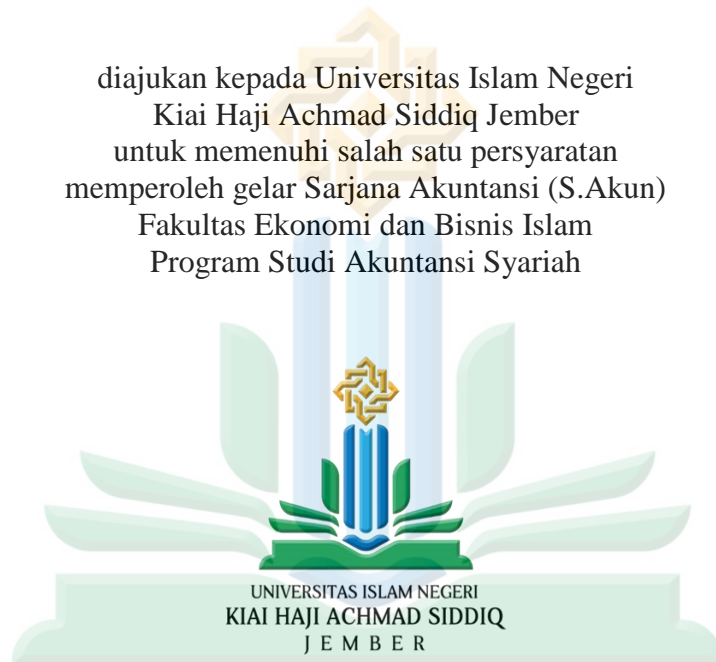 diajukan kepada Universitas Islam Negeri
Kiai Haji Achmad Siddiq Jember
untuk memenuhi salah satu persyaratan
memperoleh gelar Sarjana Akuntansi (S.Akun)
Fakultas Ekonomi dan Bisnis Islam
Program Studi Akuntansi Syariah
UNIVERSITAS ISLAM NEGERI
KIAI HAJI ACHMAD SIDDIQ
JEMBER